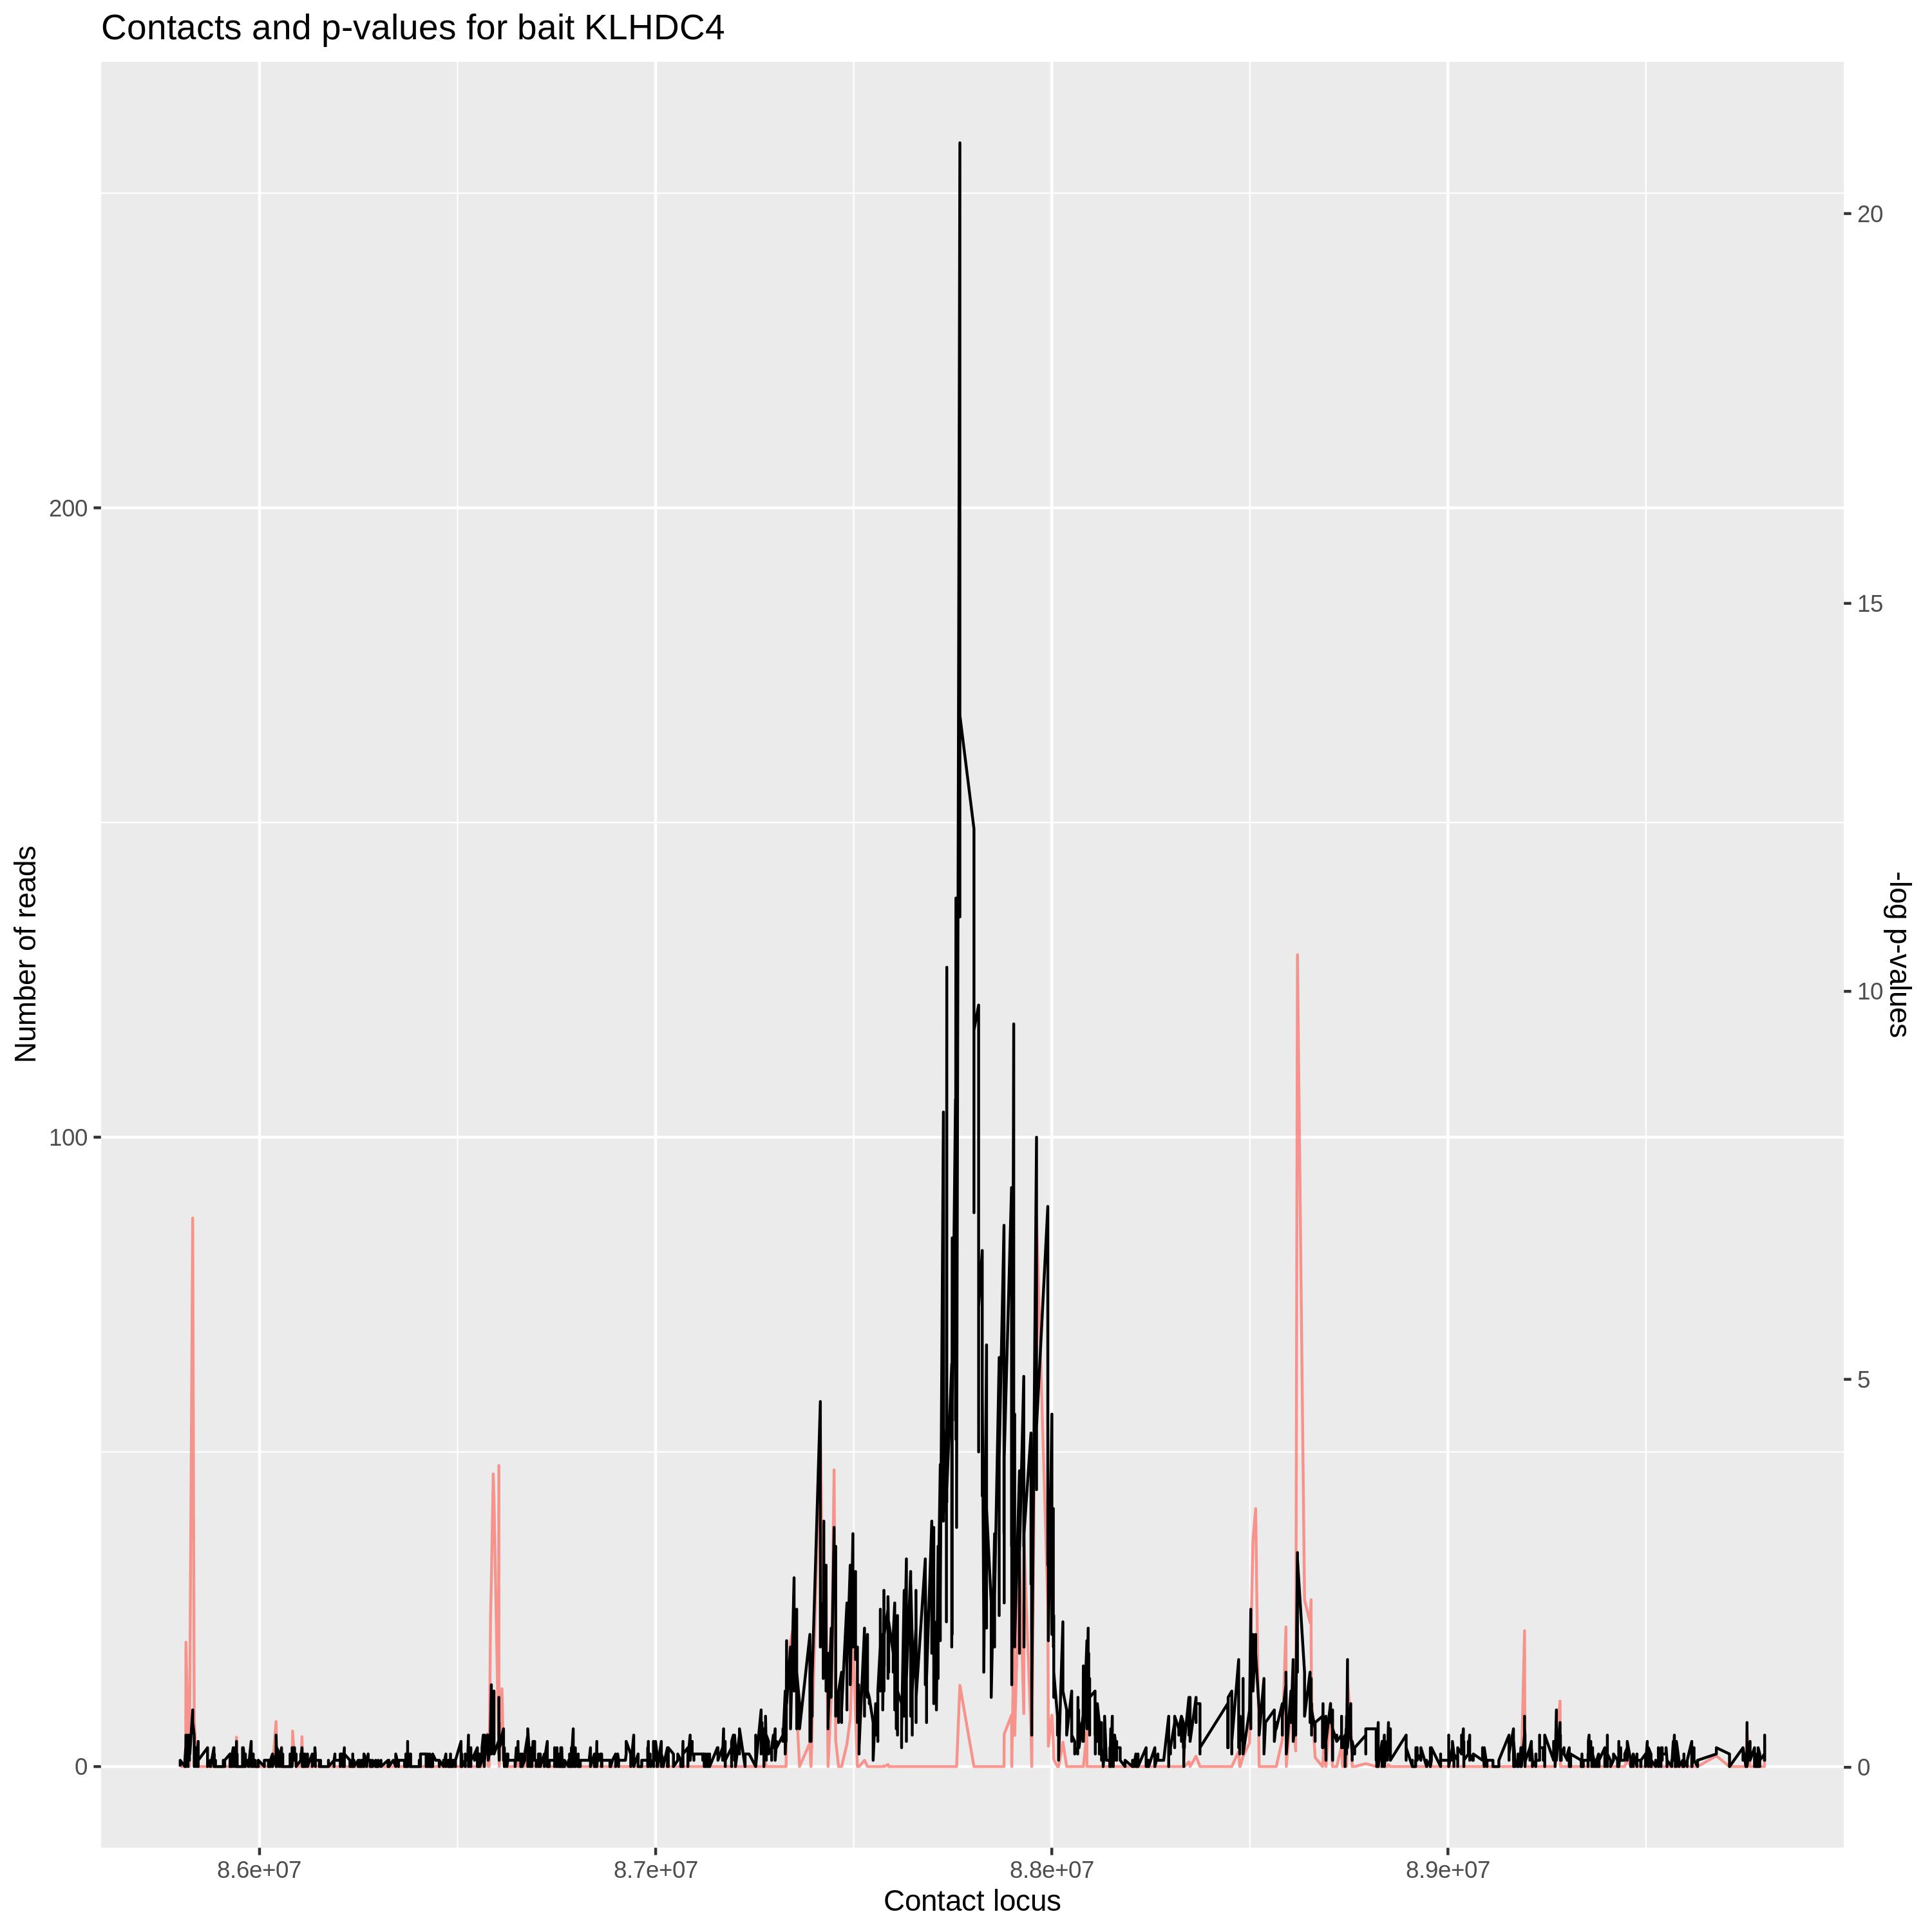 Contacts and p-values for bait KLHDC4
Number of reads
200
100
0
20
15
10
5
0
-log p-values
8.6e+07
8.7e+07
8.8e+07
8.9e+07
Contact locus